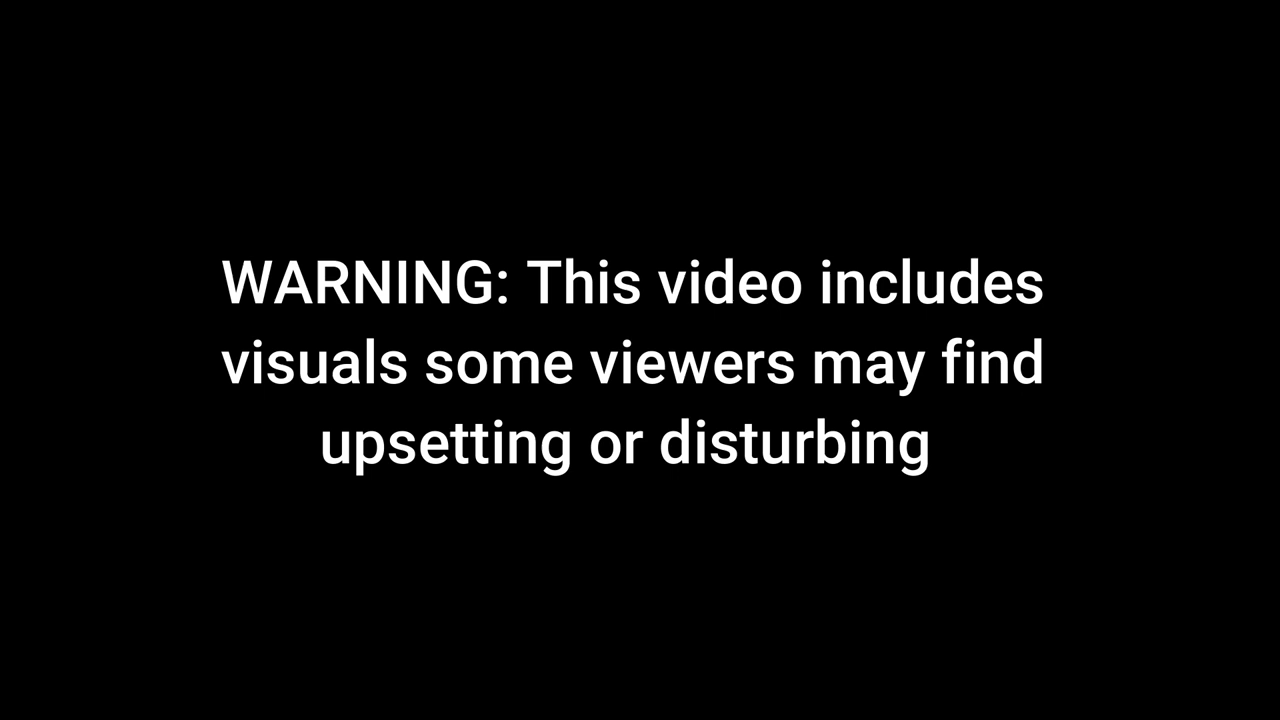 WARNING: This video includes
visuals some viewers may find
upsetting or disturbing